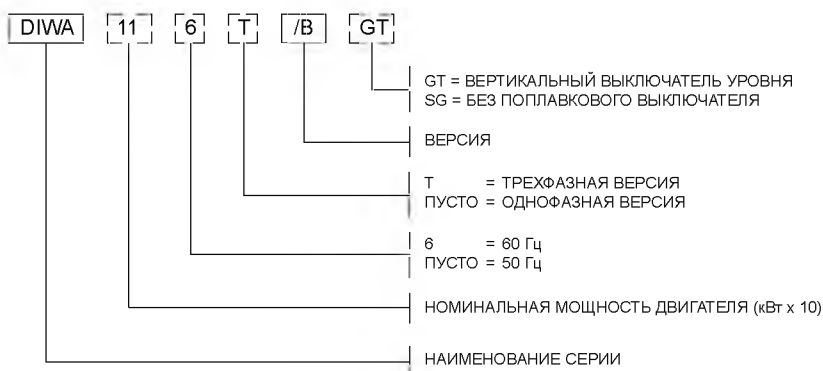 DIWA 11 6 T /B GT
GT = ВЕРТИКАЛЬНЫЙ ВЫКЛЮЧАТЕЛЬ УРОВНЯ
SG = БЕЗ ПОПЛАВКОВОГО ВЫКЛЮЧАТЕЛЯ
ВЕРСИЯ
T = ТРЕХФАЗНАЯ ВЕРСИЯ
ПУСТО = ОДНОФАЗНАЯ ВЕРСИЯ
6 = 60 Гц
ПУСТО = 50 Гц
НОМИНАЛЬНАЯ МОЩНОСТЬ ДВИГАТЕЛЯ (кВт x 10)
НАИМЕНОВАНИЕ СЕРИИ